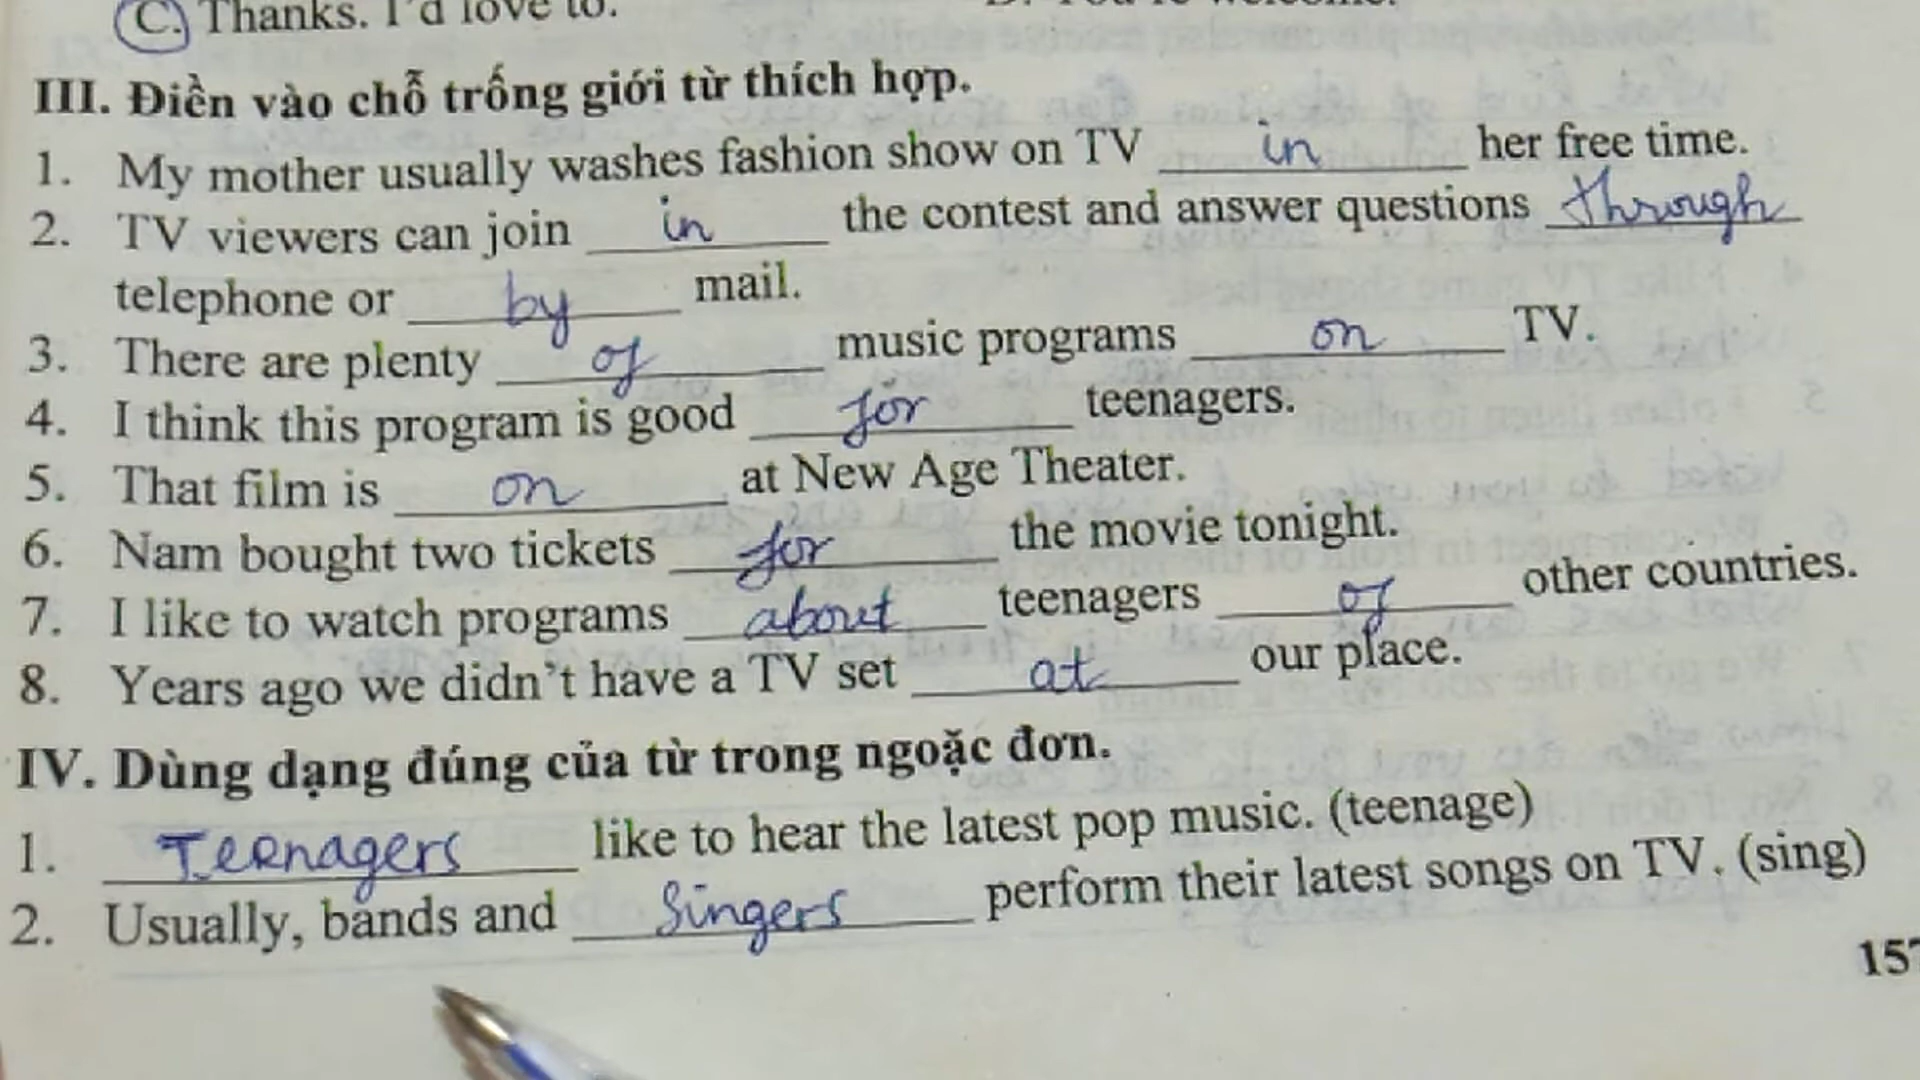 C. Thanks. I'd love to.
III. Điền vào chỗ trống giới từ thích hợp.
1. My mother usually washes fashion show on TV in her free time.
2. TV viewers can join in the contest and answer questions through
telephone or by mail.
3. There are plenty of music programs on TV.
4. I think this program is good for teenagers.
5. That film is on at New Age Theater.
6. Nam bought two tickets for the movie tonight.
7. I like to watch programs about teenagers of other countries.
8. Years ago we didn't have a TV set at our place.
IV. Dùng dạng đúng của từ trong ngoặc đơn.
1. Teenagers like to hear the latest pop music. (teenage)
2. Usually, bands and Singers perform their latest songs on TV. (sing)
157